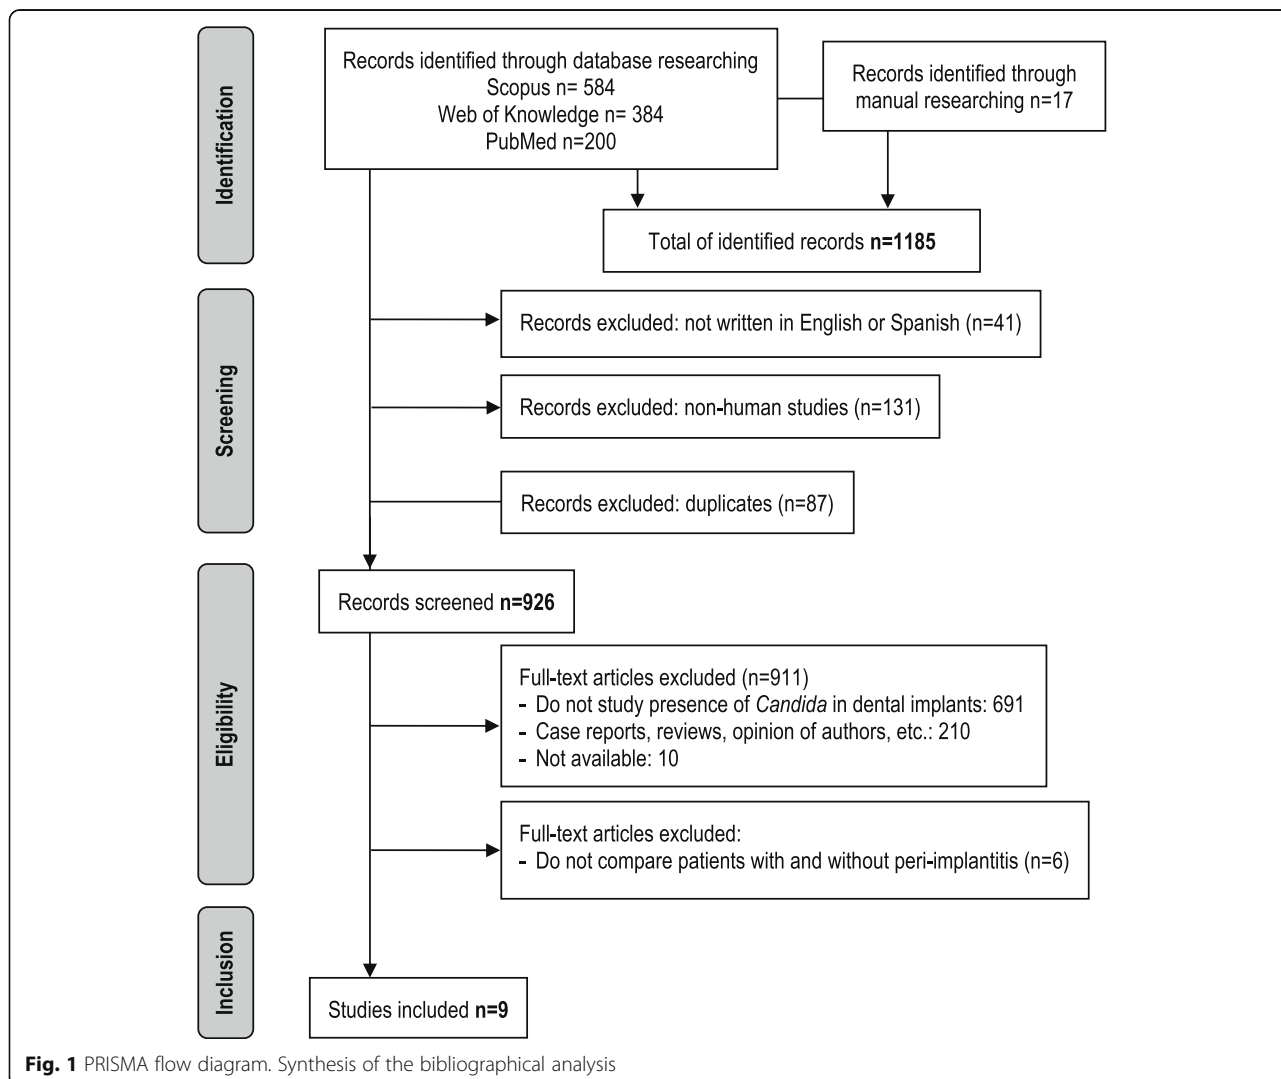 Identification
Records identified through database researching
Scopus n= 584
Web of Knowledge n= 384
PubMed n=200
Records identified through
manual researching n=17
Total of identified records n=1185
Screening
Records excluded: not written in English or Spanish (n=41)
Records excluded: non-human studies (n=131)
Records excluded: duplicates (n=87)
Eligibility
Records screened n=926
Full-text articles excluded (n=911)
- Do not study presence of Candida in dental implants: 691
- Case reports, reviews, opinion of authors, etc.: 210
- Not available: 10
Full-text articles excluded:
- Do not compare patients with and without peri-implantitis (n=6)
Inclusion
Studies included n=9
Fig. 1 PRISMA flow diagram. Synthesis of the bibliographical analysis